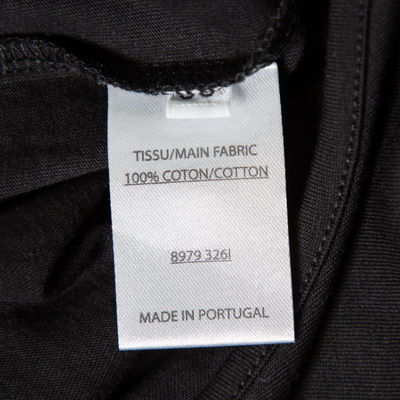 TISSU/MAIN FABRIC
100% COTON/COTTON
8979 326I
MADE IN PORTUGAL